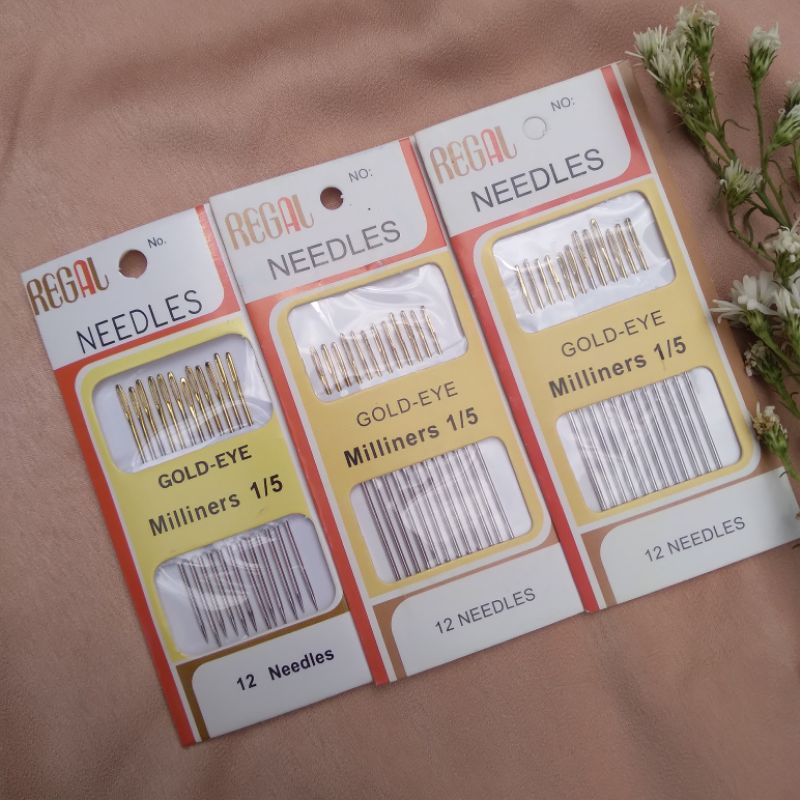 REGAL
No.
NEEDLES
GOLD-EYE
Milliners 1/5
12 Needles
REGAL
NO:
NEEDLES
GOLD-EYE
Milliners 1/5
12 NEEDLES
REGAL
NO:
NEEDLES
GOLD-EYE
Milliners 1/5
12 NEEDLES